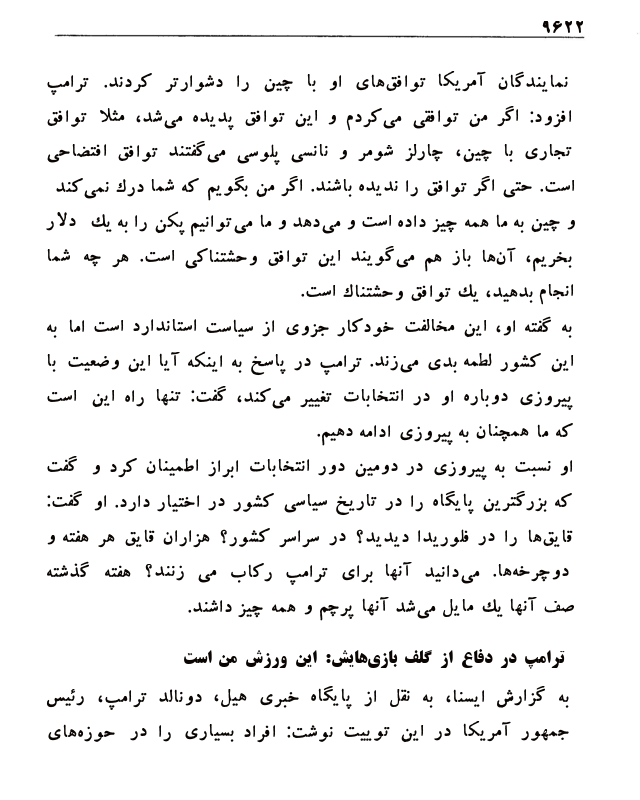 ۹۶۲۲
نمایندگان آمریکا توافق‌های او با چین را دشوارتر کردند. ترامپ
افزود: اگر من توافقی می‌کردم و این توافق پدیده می‌شد، مثلا توافق
تجاری با چین، چارلز شومر و نانسی پلوسی می‌گفتند توافق افتضاحی
است. حتی اگر توافق را ندیده باشند. اگر من بگویم که شما درك نمی‌کند
و چین به ما همه چیز داده است و می‌دهد و ما می‌توانیم پکن را به یك دلار
بخریم، آن‌ها باز هم می‌گویند این توافق وحشتناکی است. هر چه شما
انجام بدهید، یك توافق وحشتناك است.
به گفته او، این مخالفت خودکار جزوی از سیاست استاندارد است اما به
این کشور لطمه بدی می‌زند. ترامپ در پاسخ به اینکه آیا این وضعیت با
پیروزی دوباره او در انتخابات تغییر می‌کند، گفت: تنها راه این است
که ما همچنان به پیروزی ادامه دهیم.
او نسبت به پیروزی در دومین دور انتخابات ابراز اطمینان کرد و گفت
که بزرگترین پایگاه را در تاریخ سیاسی کشور در اختیار دارد. او گفت:
قایق‌ها را در فلوریدا دیدید؟ در سراسر کشور؟ هزاران قایق هر هفته و
دوچرخه‌ها. می‌دانید آنها برای ترامپ رکاب می زنند؟ هفته گذشته
صف آنها یك مایل می‌شد آنها پرچم و همه چیز داشند.
ترامپ در دفاع از گلف بازی‌هایش: این ورزش من است
به گزارش ایسنا، به نقل از پایگاه خبری هیل، دونالد ترامپ، رئیس
جمهور آمریکا در این توییت نوشت: افراد بسیاری را در حوزه‌های